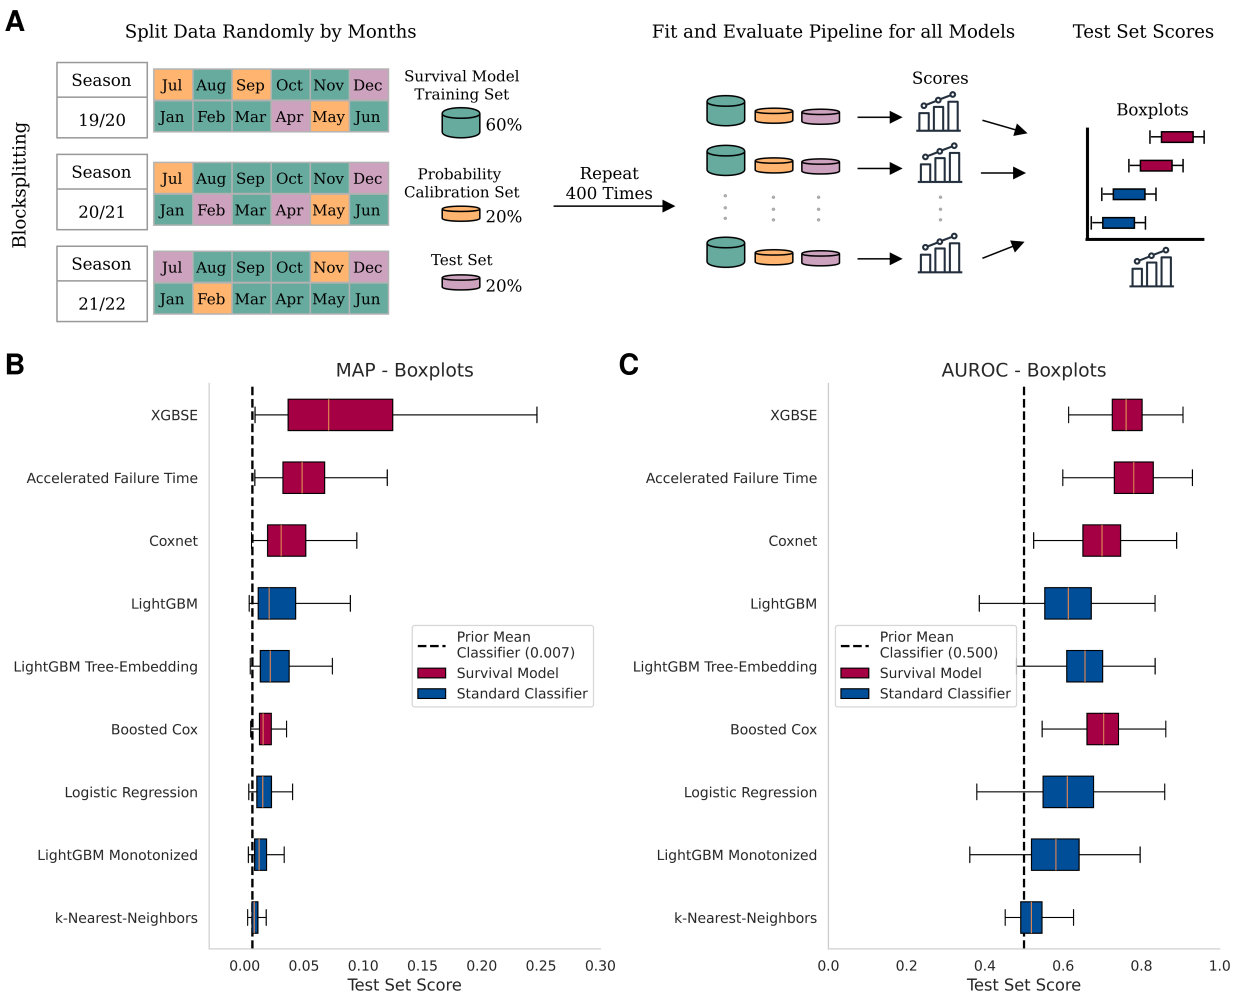 A
Split Data Randomly by Months
Fit and Evaluate Pipeline for all Models
Test Set Scores
Blocksplitting
Season
19/20
Jul Aug Sep Oct Nov Dec
Jan Feb Mar Apr May Jun
Season
20/21
Jul Aug Sep Oct Nov Dec
Jan Feb Mar Apr May Jun
Season
21/22
Jul Aug Sep Oct Nov Dec
Jan Feb Mar Apr May Jun
Survival Model
Training Set
60%
Probability
Calibration Set
20%
Test Set
20%
Repeat
400 Times
Scores
Boxplots
B
MAP - Boxplots
XGBSE
Accelerated Failure Time
Coxnet
LightGBM
LightGBM Tree-Embedding
Boosted Cox
Logistic Regression
LightGBM Monotonized
k-Nearest-Neighbors
Prior Mean
Classifier (0.007)
Survival Model
Standard Classifier
0.00 0.05 0.10 0.15 0.20 0.25 0.30
Test Set Score
C
AUROC - Boxplots
XGBSE
Accelerated Failure Time
Coxnet
LightGBM
LightGBM Tree-Embedding
Boosted Cox
Logistic Regression
LightGBM Monotonized
k-Nearest-Neighbors
Prior Mean
Classifier (0.500)
Survival Model
Standard Classifier
0.0 0.2 0.4 0.6 0.8 1.0
Test Set Score